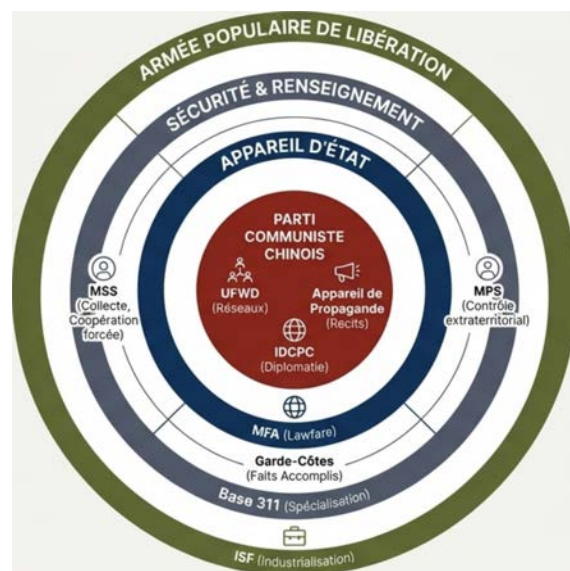 ARMÉE POPULAIRE DE LIBÉRATION
SÉCURITÉ & RENSEIGNEMENT
APPAREIL D'ÉTAT
PARTI
COMMUNISTE
CHINOIS
UFWD
(Réseaux)
Appareil de
Propagande
(Recits)
IDCPC
(Diplomatie)
MSS
(Collecte,
Coopération
forcée)
MPS
(Contrôle
extraterritorial)
MFA (Lawfare)
Garde-Côtes
(Faits Accomplis)
Base 311 (Spécialisation)
ISF (Industrialisation)